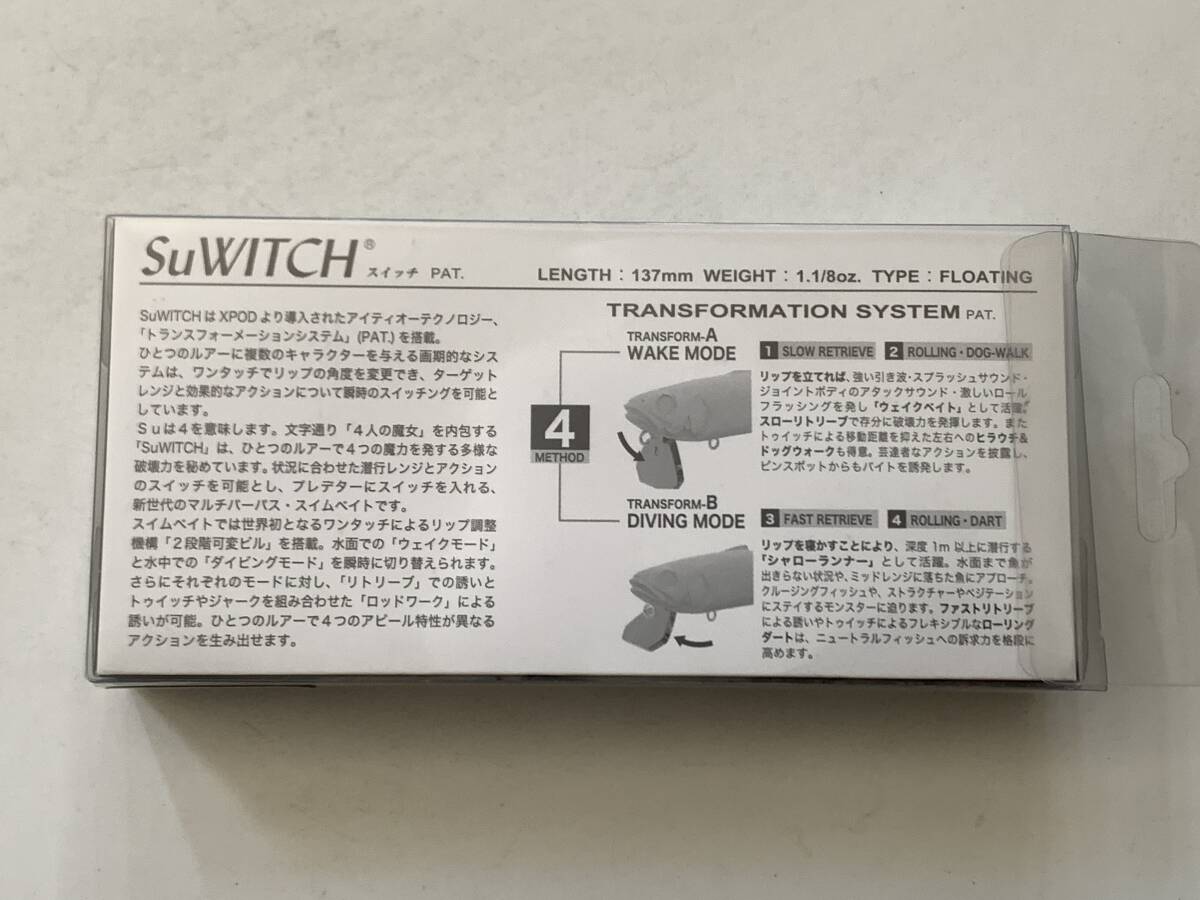 SuWITCH® スイッチ PAT.
LENGTH : 137mm WEIGHT : 1.1/8oz. TYPE : FLOATING
SuWITCHはXPODより導入されたアイティオーテクノロジー、
「トランスフォーメーションシステム」(PAT.)を搭載。
ひとつのルアーに複数のキャラクターを与える画期的なシス
テムは、ワンタッチでリップの角度を変更でき、ターゲット
レンジと効果的なアクションについて瞬時のスイッチングを可能と
しています。
Suは4を意味します。文字通り「4人の魔女」を内包する
「SuWITCH」は、ひとつのルアーで4つの魔力を発する多様な
破壊力を秘めています。状況に合わせた潜行レンジとアクション
のスイッチを可能とし、プレデターにスイッチを入れる、
新世代のマルチパーパス・スイムベイトです。
スイムベイトでは世界初となるワンタッチによるリップ調整
機構「2段階可変ビル」を搭載。水面での「ウェイクモード」
と水中での「ダイビングモード」を瞬時に切り替えられます。
さらにそれぞれのモードに対し、「リトリーブ」での誘いと
トゥイッチやジャークを組み合わせた「ロッドワーク」による
誘いが可能。ひとつのルアーで4つのアピール特性が異なる
アクションを生み出せます。
TRANSFORMATION SYSTEM PAT.
4
METHOD
TRANSFORM-A
WAKE MODE
1 SLOW RETRIEVE 2 ROLLING・DOG-WALK
リップを立てれば、強い引き波・スプラッシュサウンド・
ジョイントボディのアタックサウンド・激しいロール
フラッシングを発し「ウェイクベイト」として活躍。
スローリトリーブで存分に破壊力を発揮します。また
トゥイッチによる移動距離を抑えた左右へのヒラウチ&
ドッグウォークも得意。芸達者なアクションを披露し、
ピンスポットからもバイトを誘発します。
TRANSFORM-B
DIVING MODE
3 FAST RETRIEVE 4 ROLLING・DART
リップを寝かすことにより、深度1m以上に潜行する
「シャローランナー」として活躍。水面まで魚が
出きらない状況や、ミッドレンジに落ちた魚にアプローチ。
クルージングフィッシュや、ストラクチャーやベジテーション
にステイするモンスターに迫ります。ファストリトリーブ
による誘いやトゥイッチによるフレキシブルなローリング
ダートは、ニュートラルフィッシュへの訴求力を格段に
高めます。